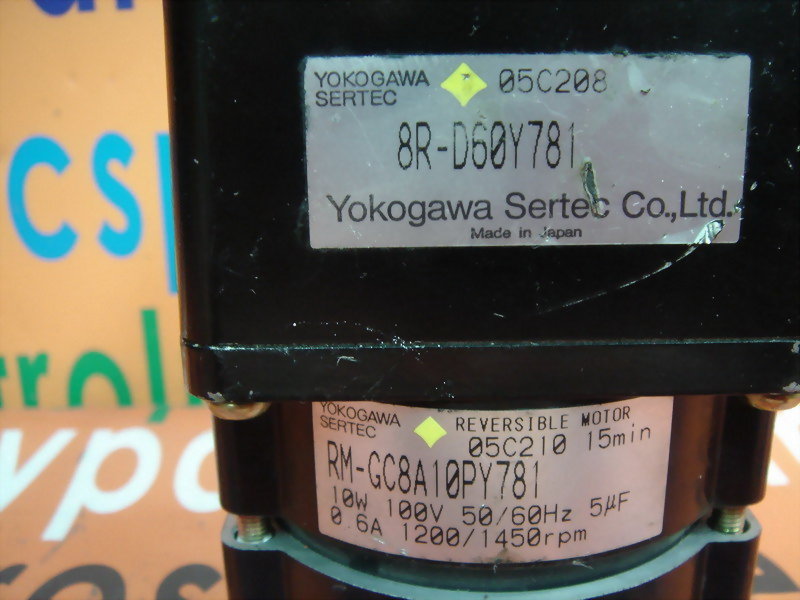 YOKOGAWA
SERTEC
05C208
8R-D60Y781
Yokogawa Sertec Co.,Ltd.
Made in Japan
YOKOGAWA
SERTEC
REVERSIBLE MOTOR
05C210 15min
RM-GC8A10PY781
10W 100V 50/60Hz 5μF
0.6A 1200/1450rpm
csp